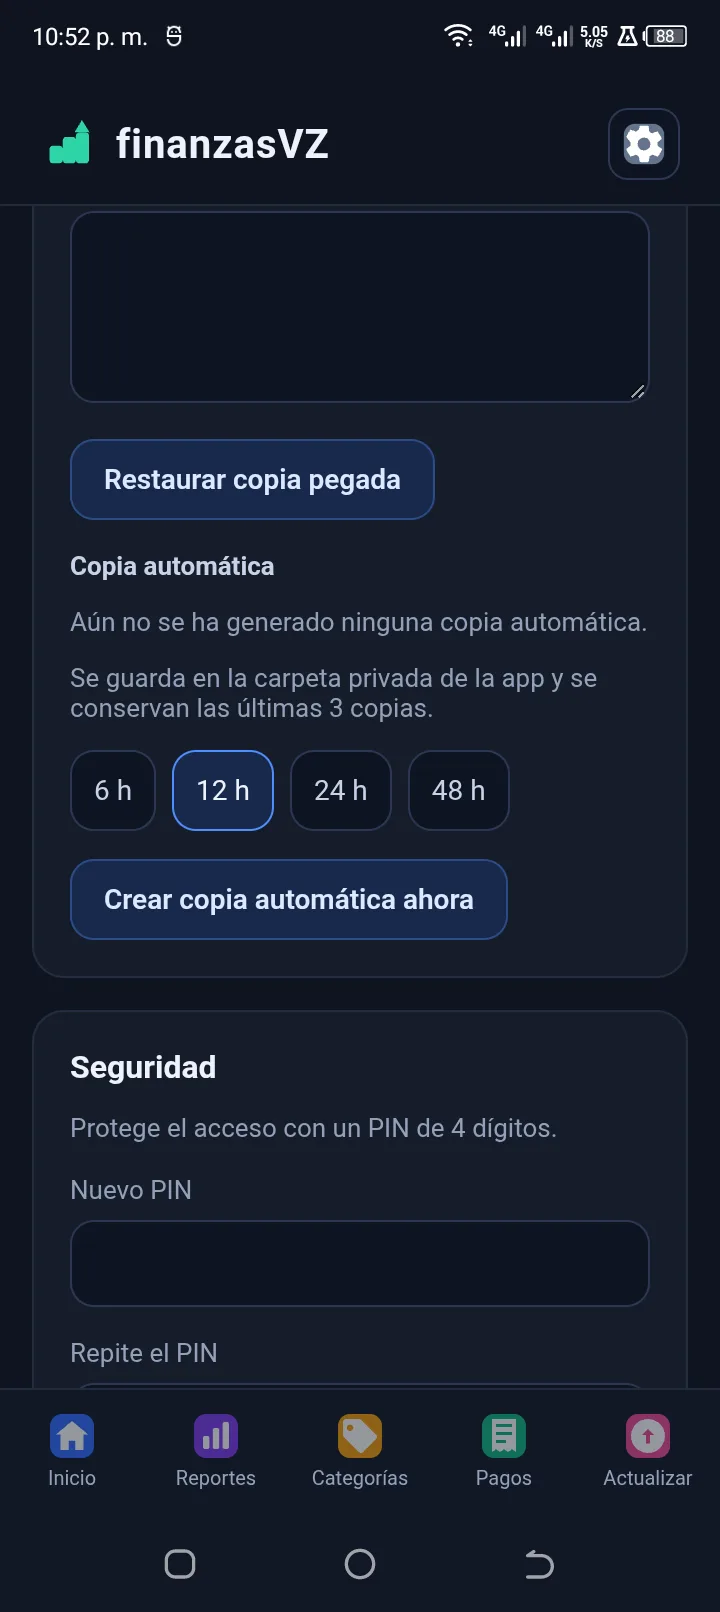 10:52 p. m.
4G 4G 5.05 K/S 88
finanzasVZ
Restaurar copia pegada
Copia automática
Aún no se ha generado ninguna copia automática.
Se guarda en la carpeta privada de la app y se
conservan las últimas 3 copias.
6 h 12 h 24 h 48 h
Crear copia automática ahora
Seguridad
Protege el acceso con un PIN de 4 dígitos.
Nuevo PIN
Repite el PIN
Inicio Reportes Categorías Pagos Actualizar